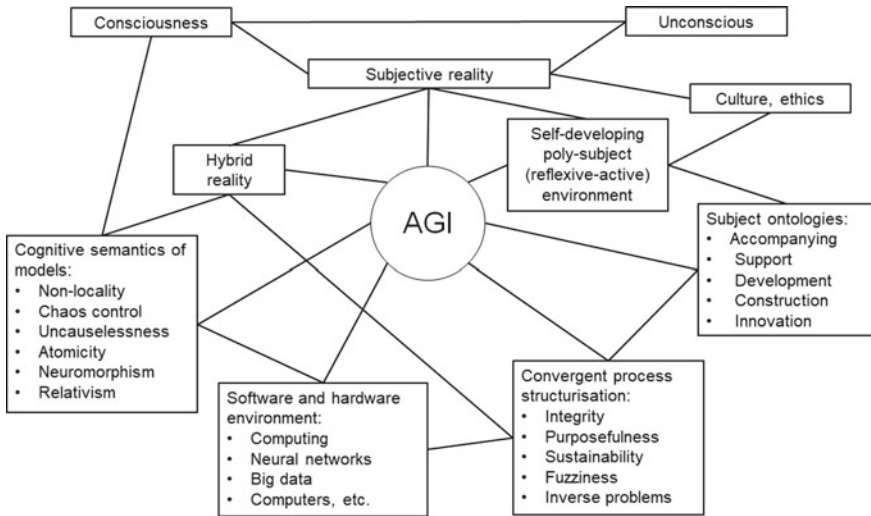 Consciousness
Unconscious
Subjective reality
Culture, ethics
Hybrid
reality
Self-developing
poly-subject
(reflexive-active)
environment
AGI
Subject ontologies:
• Accompanying
• Support
• Development
• Construction
• Innovation
Cognitive semantics of
models:
• Non-locality
• Chaos control
• Uncauselessness
• Atomicity
• Neuromorphism
• Relativism
Software and hardware
environment:
• Computing
• Neural networks
• Big data
• Computers, etc.
Convergent process
structurisation:
• Integrity
• Purposefulness
• Sustainability
• Fuzziness
• Inverse problems